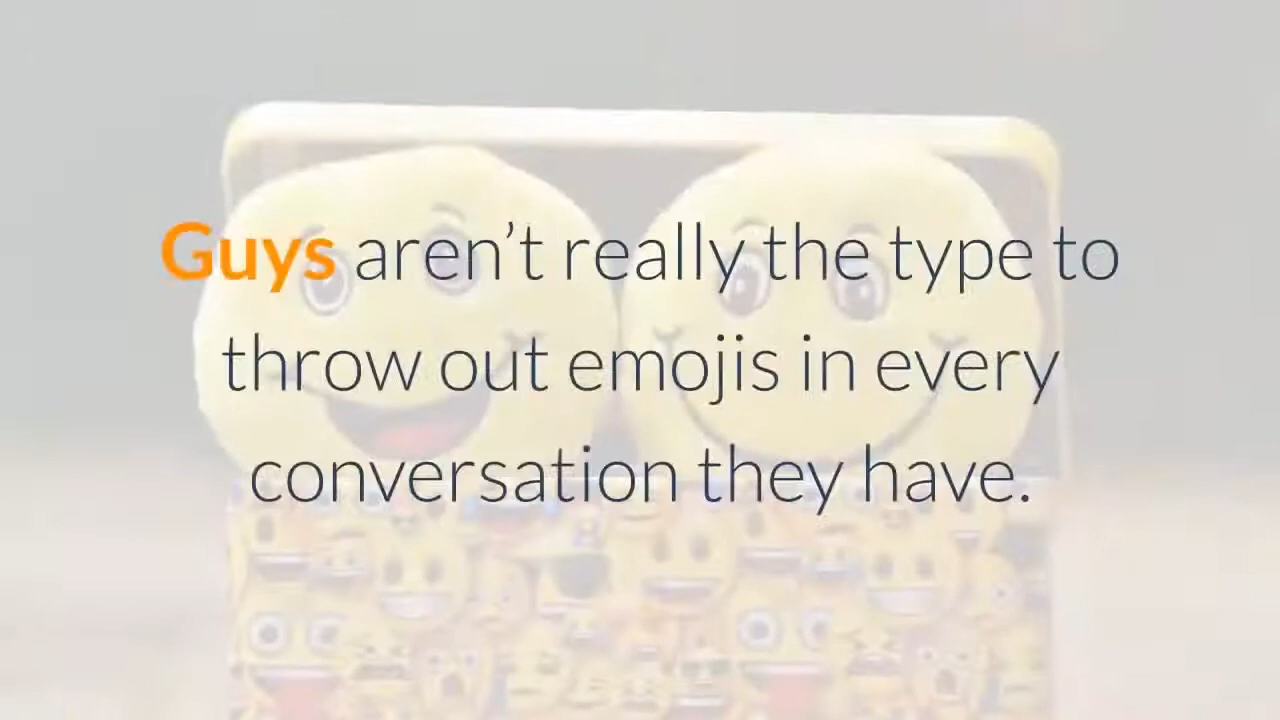 Guys aren’t really the type to
throw out emojis in every
conversation they have.